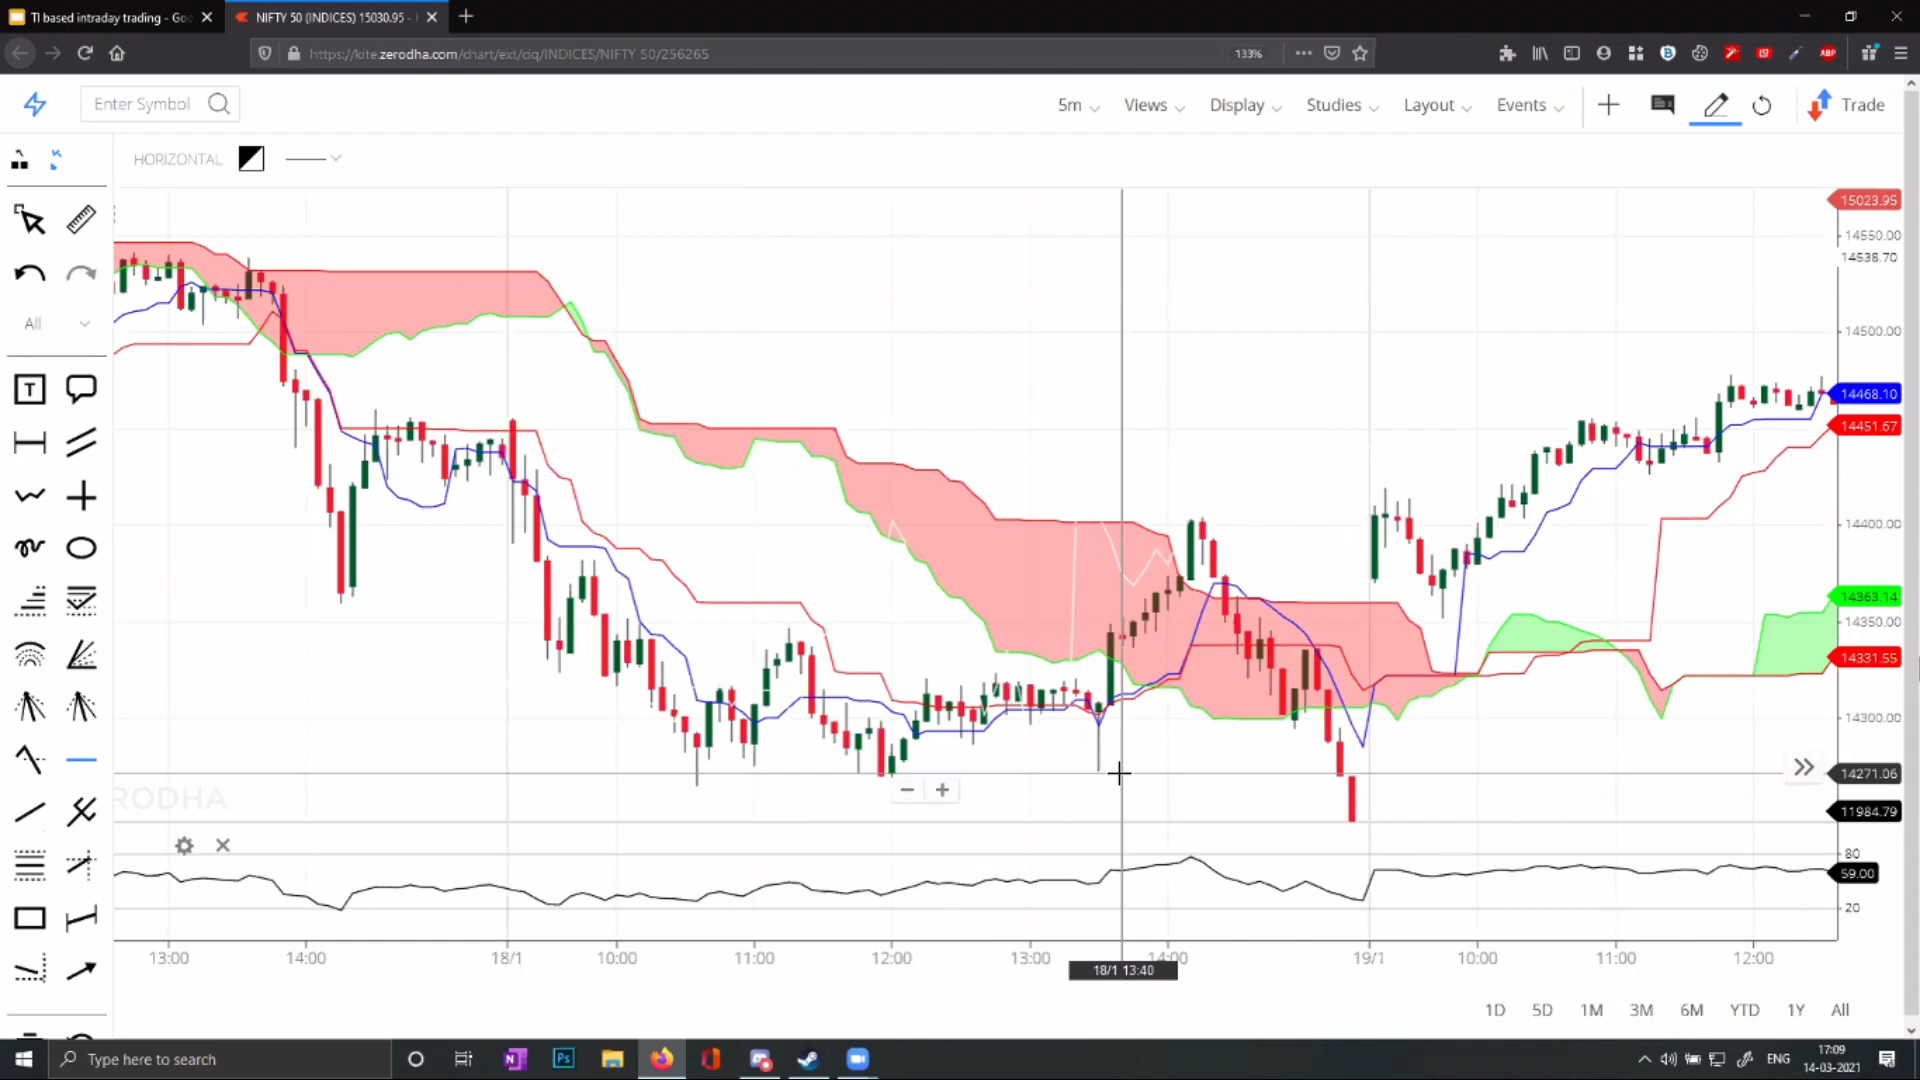 TI based intraday trading - Goo
NIFTY 50 (INDICES) 15030.95 -
https://kite.zerodha.com/chart/ext/ciq/INDICES/NIFTY 50/256265
133%
ABP
Enter Symbol
5m
Views
Display
Studies
Layout
Events
Trade
HORIZONTAL
All
T
15023.95
14550.00
14538.70
14500.00
14468.10
14451.67
14400.00
14363.14
14350.00
14331.55
14300.00
14271.06
11984.79
RODHA
80
59.00
20
13:00
14:00
18/1
10:00
11:00
12:00
13:00
14:00
19/1
10:00
11:00
12:00
18/1 13:40
1D
5D
1M
3M
6M
YTD
1Y
All
Type here to search
N
Ps
ENG
17:09
14-03-2021